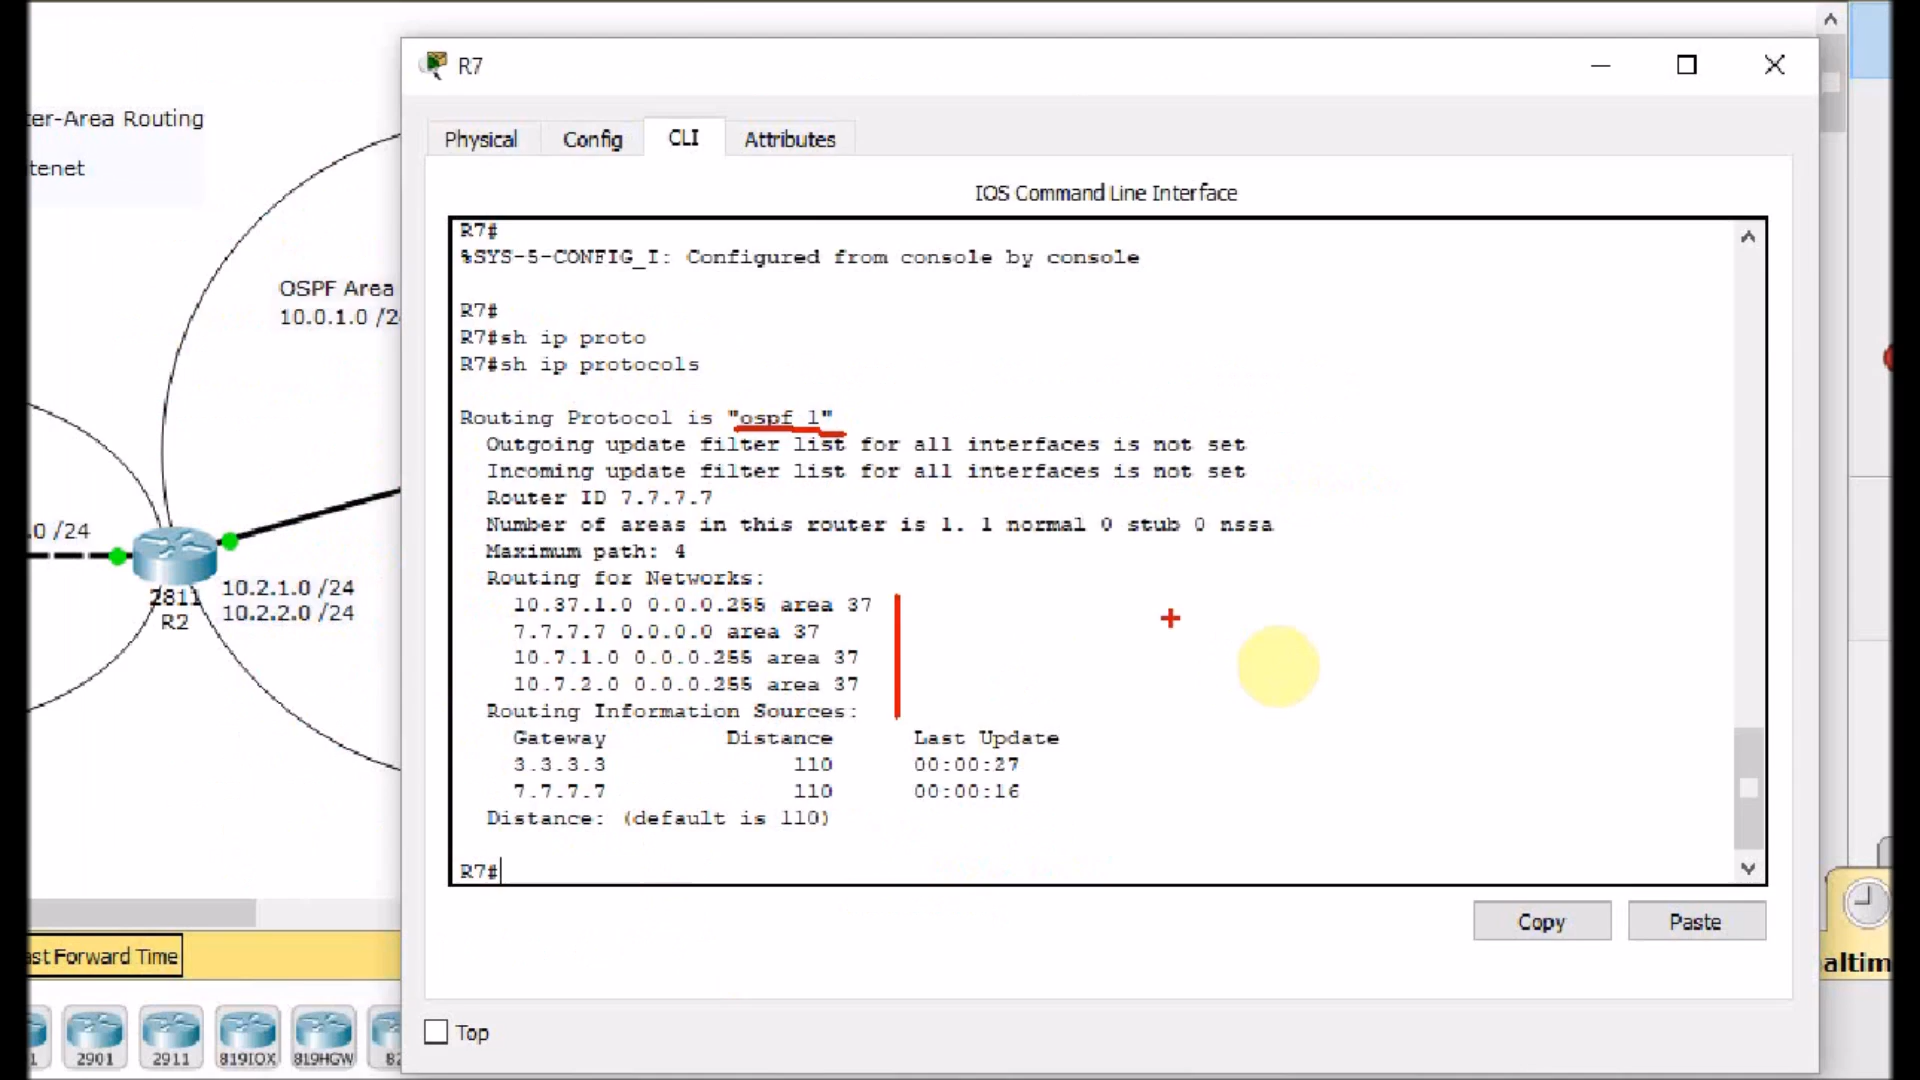 R7
ter-Area Routing
tenet
Physical
Config
CLI
Attributes
IOS Command Line Interface
OSPF Area
10.0.1.0 /2
.0 /24
2811
R2
10.2.1.0 /24
10.2.2.0 /24
R7#
%SYS-5-CONFIG_I: Configured from console by console
R7#
R7#sh ip proto
R7#sh ip protocols
Routing Protocol is "ospf 1"
Outgoing update filter list for all interfaces is not set
Incoming update filter list for all interfaces is not set
Router ID 7.7.7.7
Number of areas in this router is 1. 1 normal 0 stub 0 nssa
Maximum path: 4
Routing for Networks:
10.37.1.0 0.0.0.255 area 37
7.7.7.7 0.0.0.0 area 37
10.7.1.0 0.0.0.255 area 37
10.7.2.0 0.0.0.255 area 37
Routing Information Sources:
Gateway Distance Last Update
3.3.3.3 110 00:00:27
7.7.7.7 110 00:00:16
Distance: (default is 110)
R7#
Copy
Paste
Top
ast Forward Time
altim
1
2901
2911
819IOX
819HGW
82